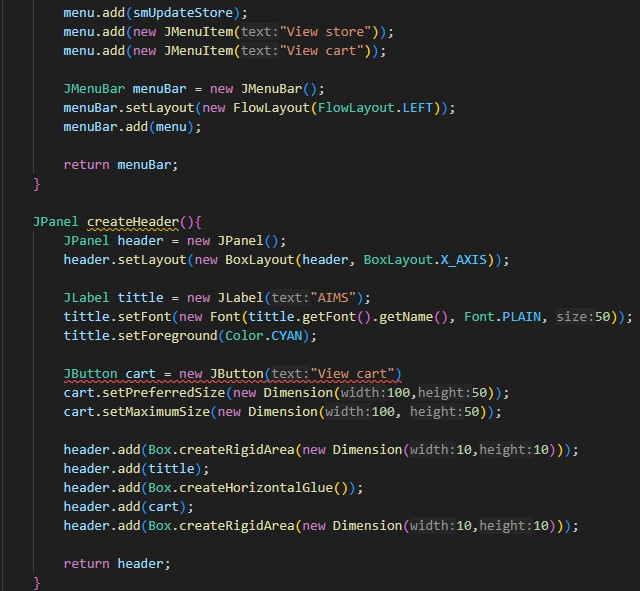 menu.add(smUpdateStore);
menu.add(new JMenuItem(text:"View store"));
menu.add(new JMenuItem(text:"View cart"));
JMenuBar menuBar = new JMenuBar();
menuBar.setLayout(new FlowLayout(FlowLayout.LEFT));
menuBar.add(menu);
return menuBar;
}
JPanel createHeader(){
JPanel header = new JPanel();
header.setLayout(new BoxLayout(header, BoxLayout.X_AXIS));
JLabel tittle = new JLabel(text:"AIMS");
tittle.setFont(new Font(tittle.getFont().getName(), Font.PLAIN, size:50));
tittle.setForeground(Color.CYAN);
JButton cart = new JButton(text:"View cart")
cart.setPreferredSize(new Dimension(width:100,height:50));
cart.setMaximumSize(new Dimension(width:100, height:50));
header.add(Box.createRigidArea(new Dimension(width:10,height:10)));
header.add(tittle);
header.add(Box.createHorizontalGlue());
header.add(cart);
header.add(Box.createRigidArea(new Dimension(width:10,height:10)));
return header;
}